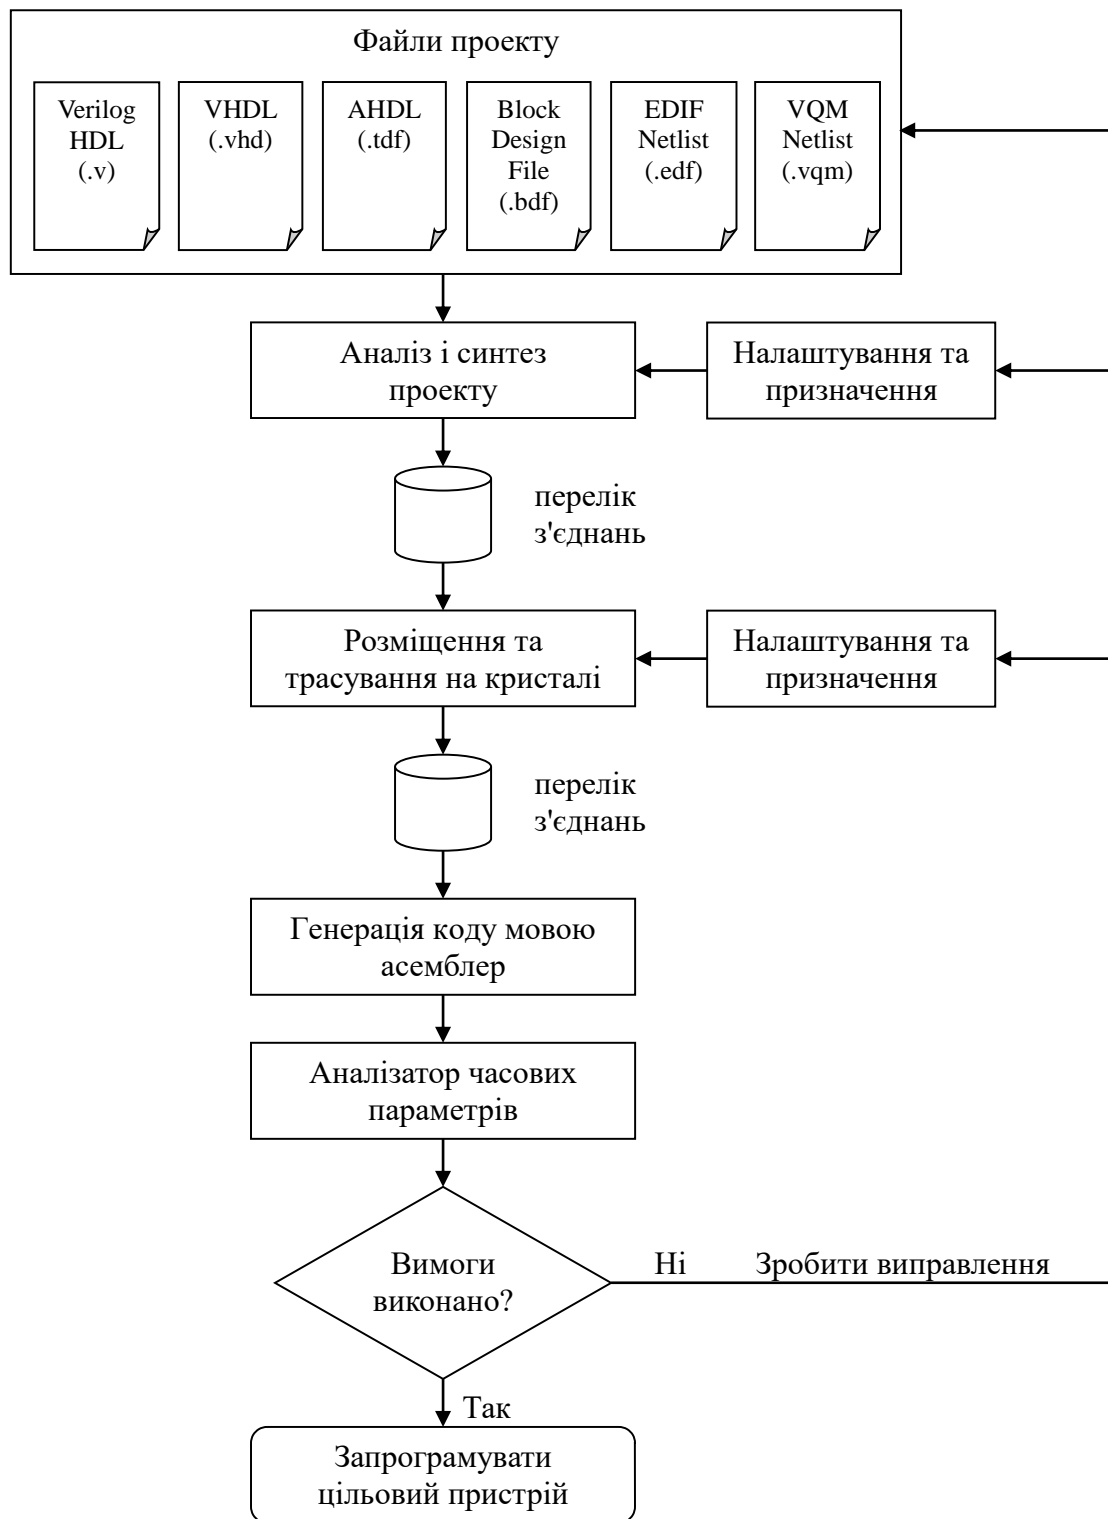 Файли проекту
Verilog
HDL
(.v)
VHDL
(.vhd)
AHDL
(.tdf)
Block
Design
File
(.bdf)
EDIF
Netlist
(.edf)
VQM
Netlist
(.vqm)
Аналіз і синтез
проекту
Налаштування та
призначення
перелік
з'єднань
Розміщення та
трасування на кристалі
Налаштування та
призначення
перелік
з'єднань
Генерація коду мовою
асемблер
Аналізатор часових
параметрів
Вимоги
виконано?
Ні
Зробити виправлення
Так
Запрограмувати
цільовий пристрій